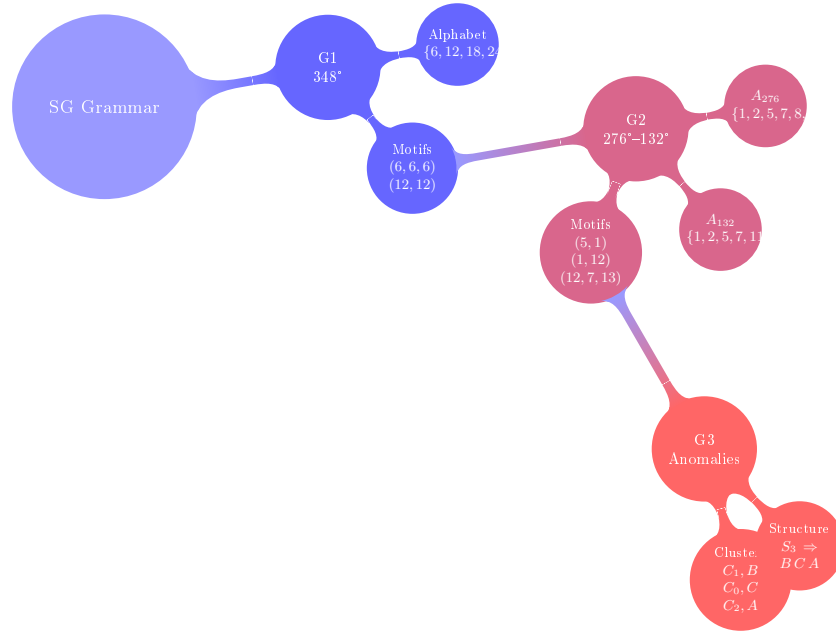 SG Grammar
G1
348°
Alphabet
{6, 12, 18, 24
Motifs
(6, 6, 6)
(12, 12)
G2
276°–132°
A₂₇₆
{1, 2, 5, 7, 8,
A₁₃₂
{1, 2, 5, 7, 11
Motifs
(5, 1)
(1, 12)
(12, 7, 13)
G3
Anomalies
Structure
S₃ ⇒
B C A
C₁, B
C₀, C
C₂, A